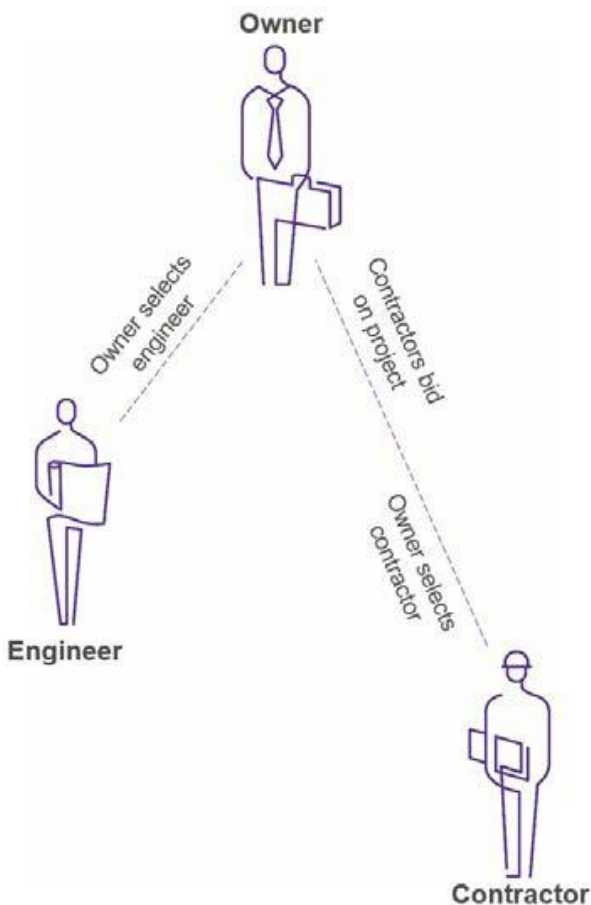 Owner
Owner selects
engineer
Contractors bid
on project
Engineer
Owner selects
contractor
Contractor